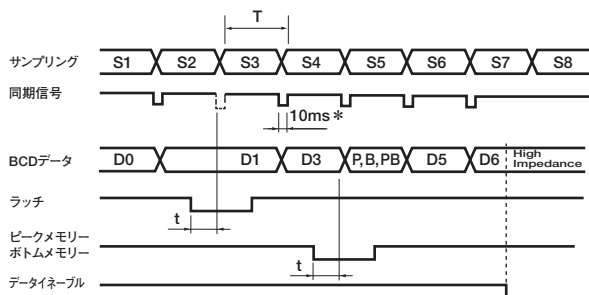 T
サンプリング S1 S2 S3 S4 S5 S6 S7 S8
同期信号
10ms*
BCDデータ D0 D1 D3 P,B,PB D5 D6 High Impedance
ラッチ
t
ピークメモリー
ボトムメモリー
t
データイネーブル